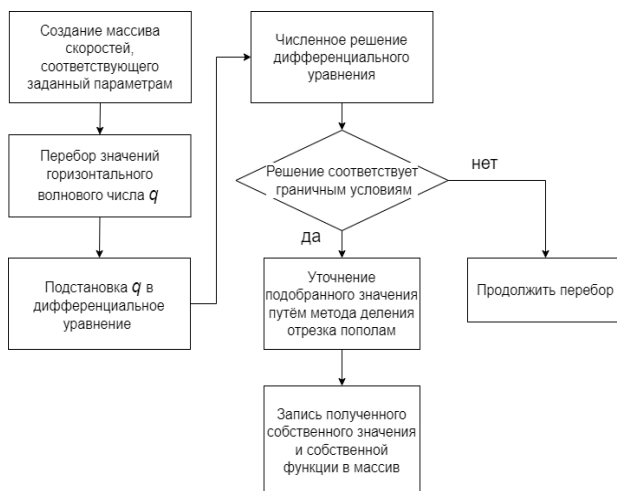 Создание массива
скоростей,
соответствующего
заданный параметрам
Перебор значений
горизонтального
волнового числа q
Подстановка q в
дифференциальное
уравнение
Численное решение
дифференциального
уравнения
Решение соответствует
граничным условиям
нет
да
Продолжить перебор
Уточнение
подобранного значения
путём метода деления
отрезка пополам
Запись полученного
собственного значения
и собственной
функции в массив